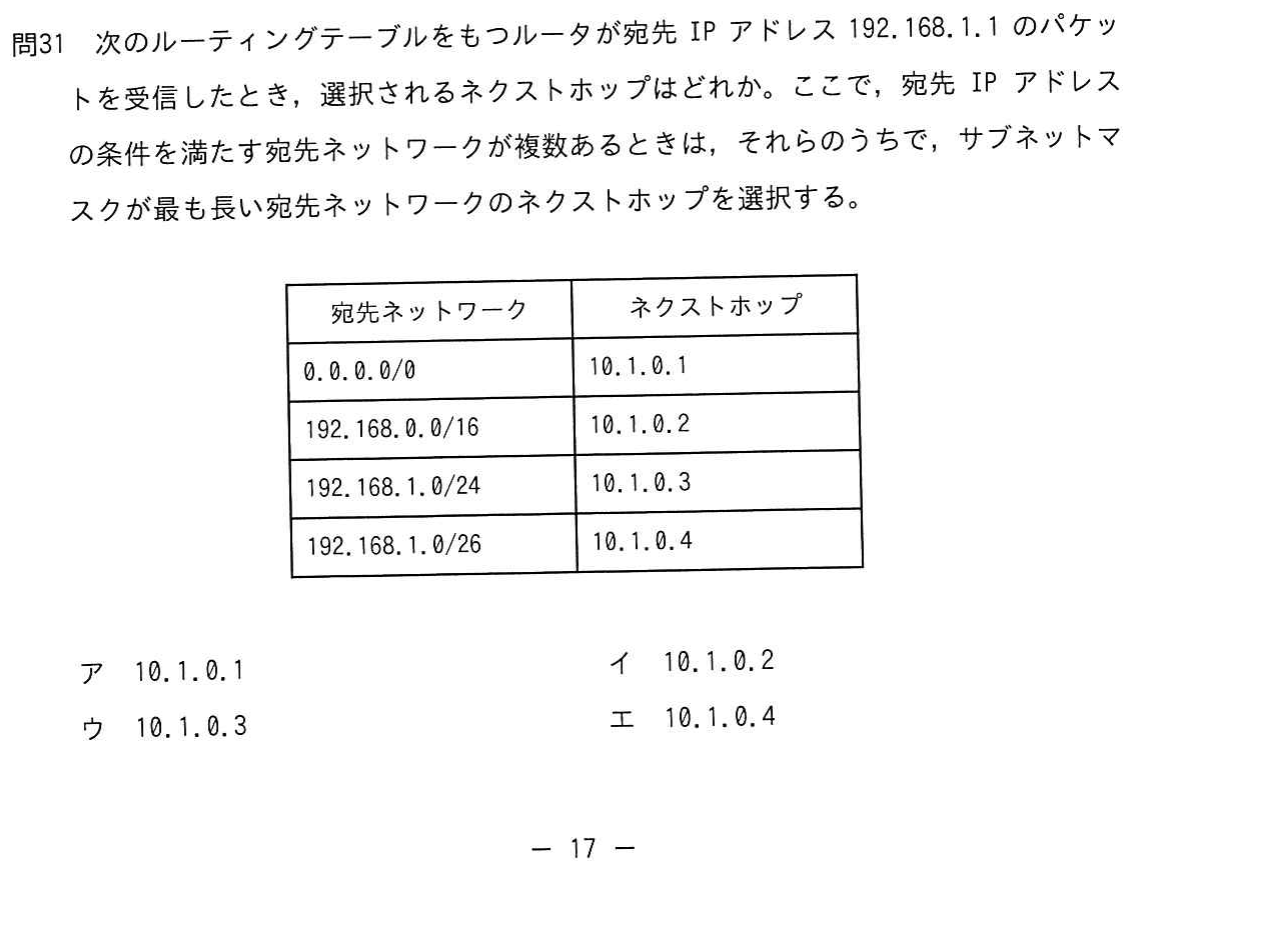 問31　次のルーティングテーブルをもつルータが宛先 IP アドレス 192.168.1.1 のパケッ
トを受信したとき，選択されるネクストホップはどれか。ここで，宛先 IP アドレス
の条件を満たす宛先ネットワークが複数あるときは，それらのうちで，サブネットマ
スクが最も長い宛先ネットワークのネクストホップを選択する。
宛先ネットワーク　ネクストホップ
0.0.0.0/0　10.1.0.1
192.168.0.0/16　10.1.0.2
192.168.1.0/24　10.1.0.3
192.168.1.0/26　10.1.0.4
ア　10.1.0.1　イ　10.1.0.2
ウ　10.1.0.3　エ　10.1.0.4
－ 17 －